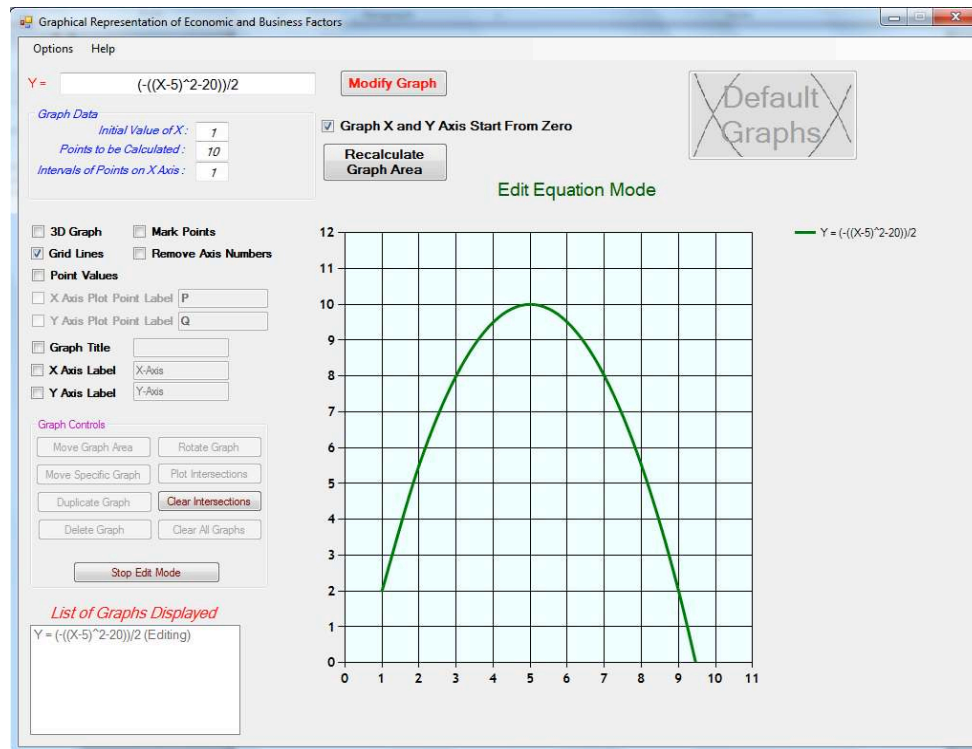 Graphical Representation of Economic and Business Factors
Options Help
Y = (-((X-5)^2-20))/2 Modify Graph
Default
Graphs
Graph Data
Initial Value of X : 1
Points to be Calculated : 10
Intervals of Points on X Axis : 1
Graph X and Y Axis Start From Zero
Recalculate
Graph Area
Edit Equation Mode
3D Graph Mark Points
Grid Lines Remove Axis Numbers
Point Values
X Axis Plot Point Label P
Y Axis Plot Point Label Q
Graph Title
X Axis Label X-Axis
Y Axis Label Y-Axis
Graph Controls
Move Graph Area Rotate Graph
Move Specific Graph Plot Intersections
Duplicate Graph Clear Intersections
Delete Graph Clear All Graphs
Stop Edit Mode
List of Graphs Displayed
Y = (-((X-5)^2-20))/2 (Editing)
12
11
10
9
8
7
6
5
4
3
2
1
0
0 1 2 3 4 5 6 7 8 9 10 11
Y = (-((X-5)^2-20))/2